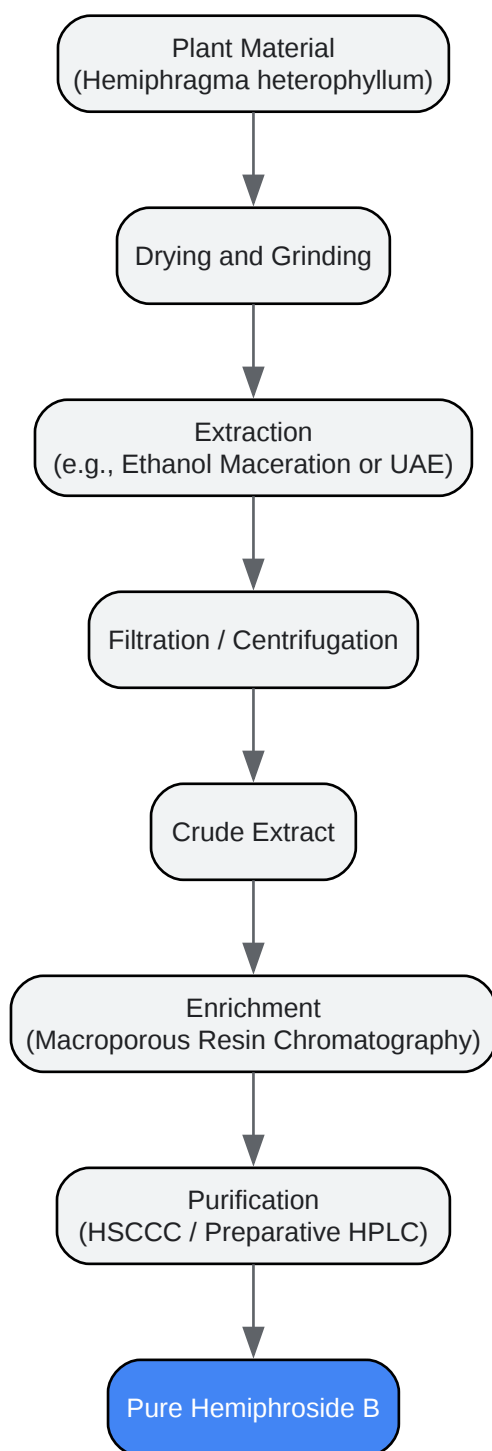 Plant Material
(Hemiphragma heterophyllum)
Drying and Grinding
Extraction
(e.g., Ethanol Maceration or UAE)
Filtration / Centrifugation
Crude Extract
Enrichment
(Macroporous Resin Chromatography)
Purification
(HSCCC / Preparative HPLC)
Pure Hemiphroside B